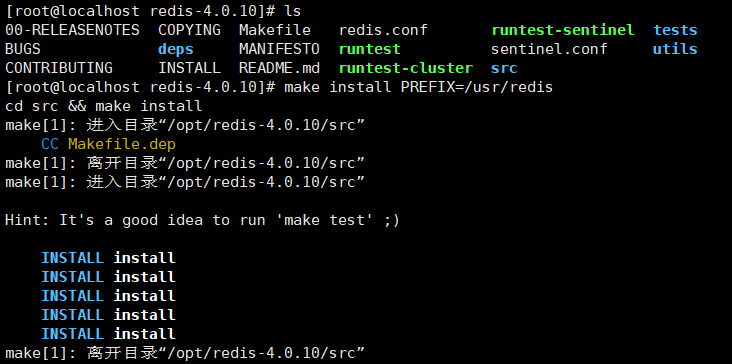 [root@localhost redis-4.0.10]# ls
00-RELEASENOTES  COPYING  Makefile   redis.conf       runtest-sentinel  tests
BUGS             deps     MANIFESTO  runtest          sentinel.conf     utils
CONTRIBUTING     INSTALL  README.md  runtest-cluster  src
[root@localhost redis-4.0.10]# make install PREFIX=/usr/redis
cd src && make install
make[1]: 进入目录“/opt/redis-4.0.10/src”
    CC Makefile.dep
make[1]: 离开目录“/opt/redis-4.0.10/src”
make[1]: 进入目录“/opt/redis-4.0.10/src”
Hint: It's a good idea to run 'make test' ;)
    INSTALL install
    INSTALL install
    INSTALL install
    INSTALL install
    INSTALL install
make[1]: 离开目录“/opt/redis-4.0.10/src”